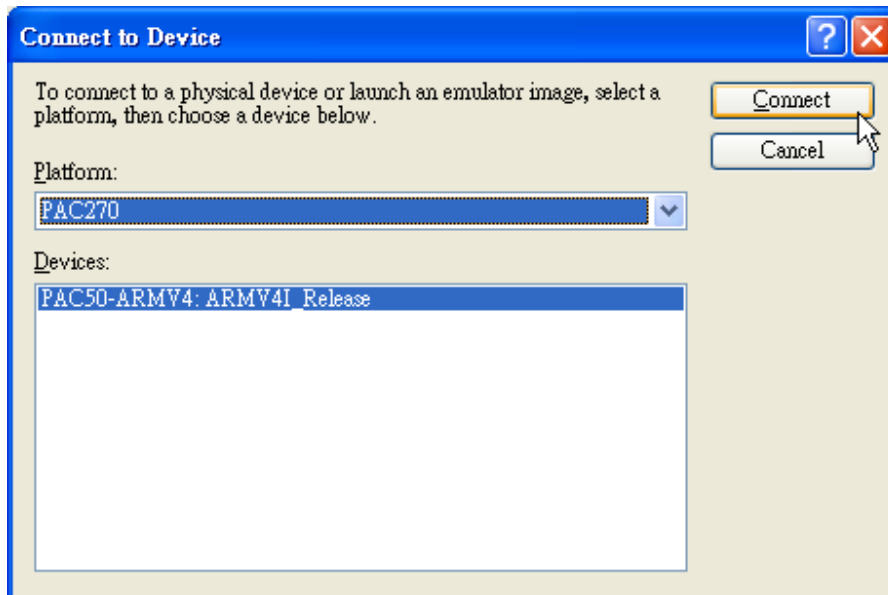 Connect to Device
To connect to a physical device or launch an emulator image, select a
platform, then choose a device below.
Connect
Cancel
Platform:
PAC270
Devices:
PAC50-ARMV4: ARMV4I_Release